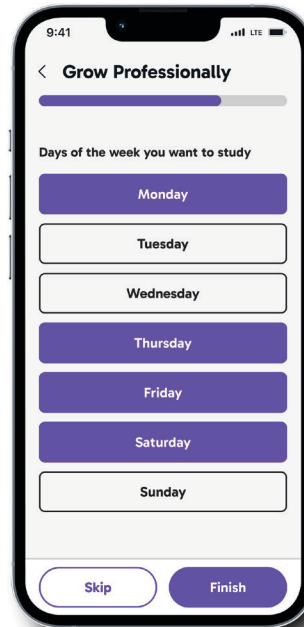 9:41 LTE
< Grow Professionally
Days of the week you want to study
Monday
Tuesday
Wednesday
Thursday
Friday
Saturday
Sunday
Skip Finish